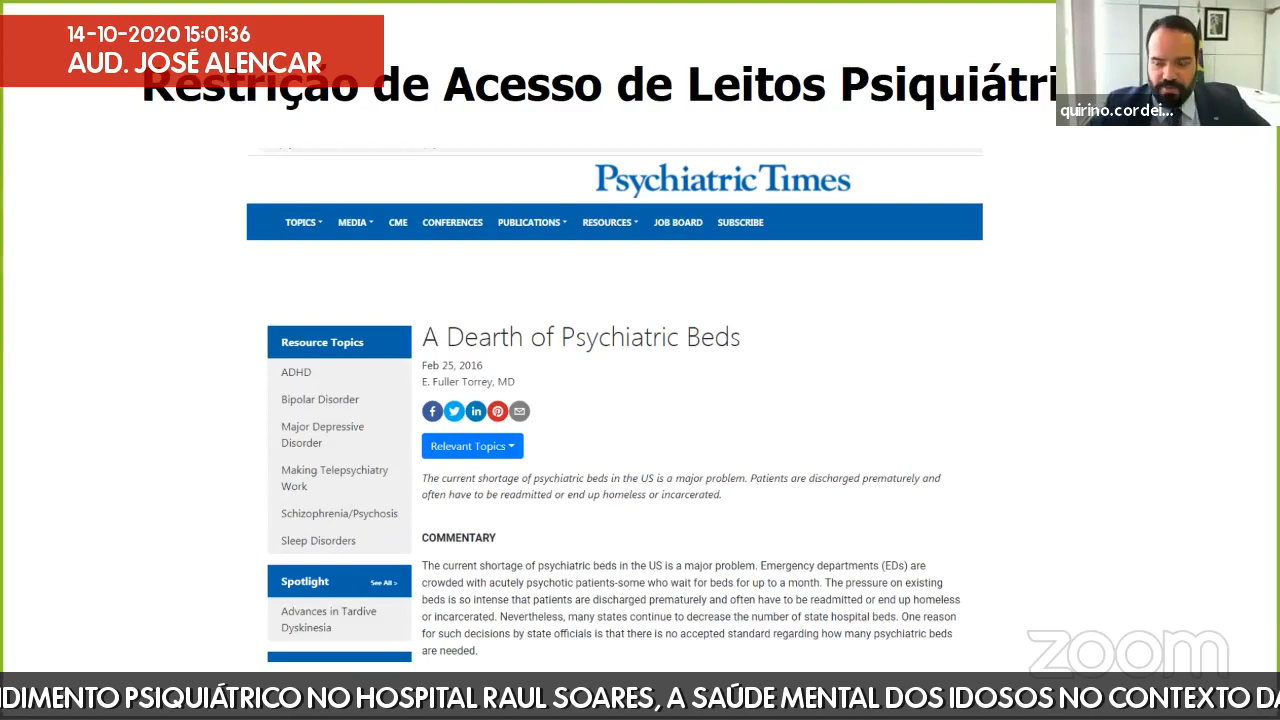 14-10-2020 15:01:36
AUD. JOSÉ ALENCAR
Restrição de Acesso de Leitos Psiquiátri
quirino.cordei...
Psychiatric Times
TOPICS MEDIA CME CONFERENCES PUBLICATIONS RESOURCES JOB BOARD SUBSCRIBE
Resource Topics
ADHD
Bipolar Disorder
Major Depressive
Disorder
Making Telepsychiatry
Work
Schizophrenia/Psychosis
Sleep Disorders
Spotlight See All >
Advances in Tardive
Dyskinesia
A Dearth of Psychiatric Beds
Feb 25, 2016
E. Fuller Torrey, MD
Relevant Topics
The current shortage of psychiatric beds in the US is a major problem. Patients are discharged prematurely and
often have to be readmitted or end up homeless or incarcerated.
COMMENTARY
The current shortage of psychiatric beds in the US is a major problem. Emergency departments (EDs) are
crowded with acutely psychotic patients-some who wait for beds for up to a month. The pressure on existing
beds is so intense that patients are discharged prematurely and often have to be readmitted or end up homeless
or incarcerated. Nevertheless, many states continue to decrease the number of state hospital beds. One reason
for such decisions by state officials is that there is no accepted standard regarding how many psychiatric beds
are needed.
zoom
NDIMENTO PSIQUIÁTRICO NO HOSPITAL RAUL SOARES, A SAÚDE MENTAL DOS IDOSOS NO CONTEXTO DA